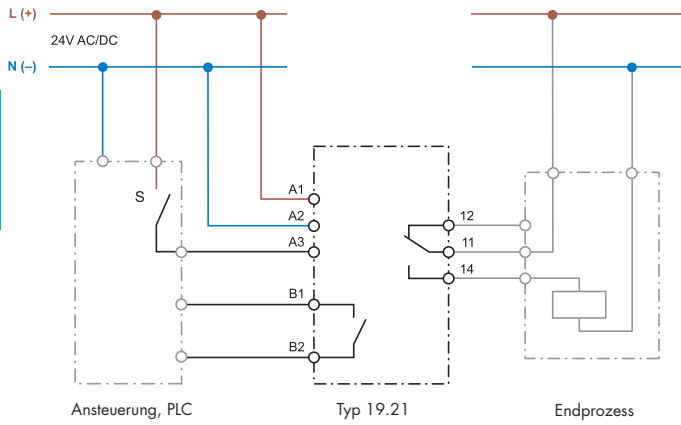 L (+)
24V AC/DC
N (–)
S
A1
A2
A3
B1
B2
12
11
14
Ansteuerung, PLC
Typ 19.21
Endprozess